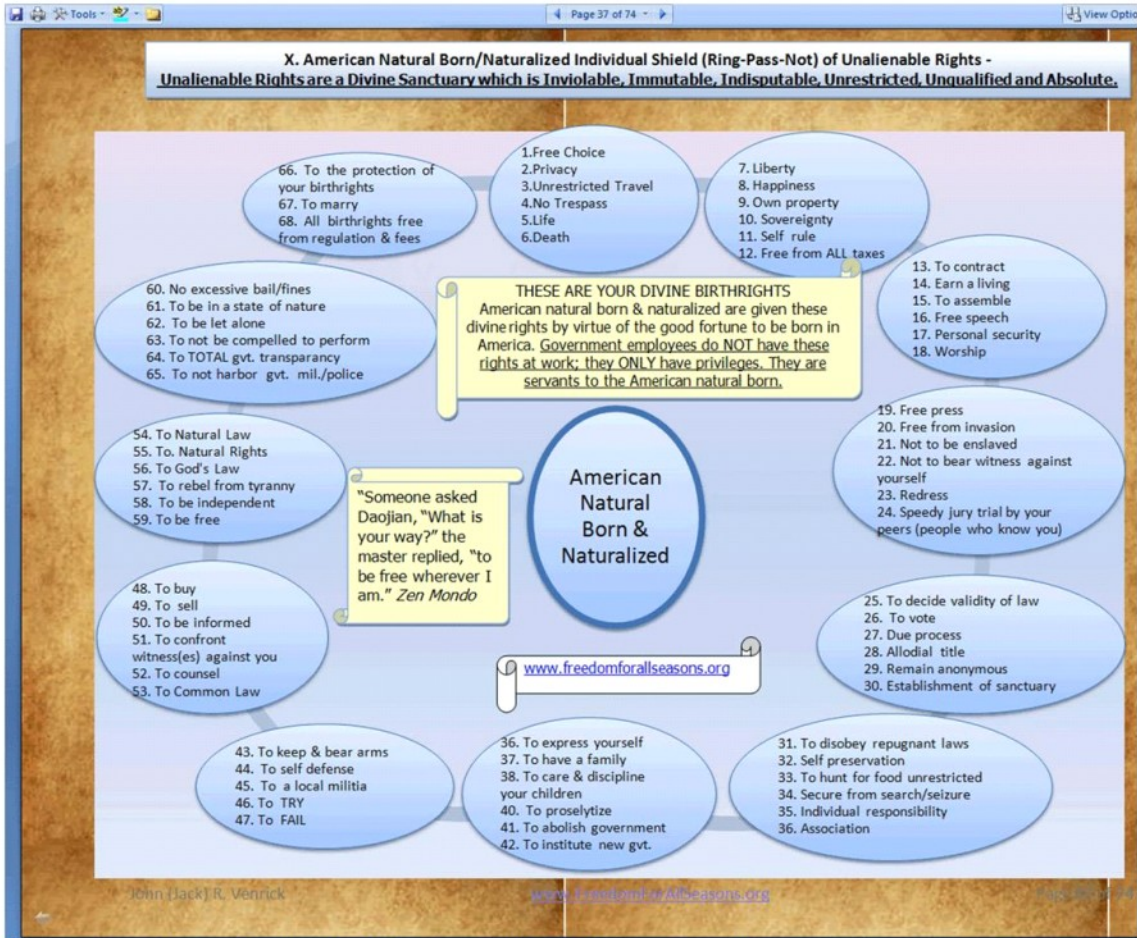 Tools
Page 37 of 74
View Optio
X. American Natural Born/Naturalized Individual Shield (Ring-Pass-Not) of Unalienable Rights -
Unalienable Rights are a Divine Sanctuary which is Inviolable, Immutable, Indisputable, Unrestricted, Unqualified and Absolute.
1.Free Choice
2.Privacy
3.Unrestricted Travel
4.No Trespass
5.Life
6.Death
7. Liberty
8. Happiness
9. Own property
10. Sovereignty
11. Self rule
12. Free from ALL taxes
13. To contract
14. Earn a living
15. To assemble
16. Free speech
17. Personal security
18. Worship
19. Free press
20. Free from invasion
21. Not to be enslaved
22. Not to bear witness against
yourself
23. Redress
24. Speedy jury trial by your
peers (people who know you)
25. To decide validity of law
26. To vote
27. Due process
28. Allodial title
29. Remain anonymous
30. Establishment of sanctuary
31. To disobey repugnant laws
32. Self preservation
33. To hunt for food unrestricted
34. Secure from search/seizure
35. Individual responsibility
36. Association
36. To express yourself
37. To have a family
38. To care & discipline
your children
40. To proselytize
41. To abolish government
42. To institute new gvt.
43. To keep & bear arms
44. To self defense
45. To a local militia
46. To TRY
47. To FAIL
48. To buy
49. To sell
50. To be informed
51. To confront
witness(es) against you
52. To counsel
53. To Common Law
54. To Natural Law
55. To. Natural Rights
56. To God's Law
57. To rebel from tyranny
58. To be independent
59. To be free
60. No excessive bail/fines
61. To be in a state of nature
62. To be let alone
63. To not be compelled to perform
64. To TOTAL gvt. transparancy
65. To not harbor gvt. mil./police
66. To the protection of
your birthrights
67. To marry
68. All birthrights free
from regulation & fees
THESE ARE YOUR DIVINE BIRTHRIGHTS
American natural born & naturalized are given these
divine rights by virtue of the good fortune to be born in
America. Government employees do NOT have these
rights at work; they ONLY have privileges. They are
servants to the American natural born.
American
Natural
Born &
Naturalized
"Someone asked
Daojian, "What is
your way?" the
master replied, "to
be free wherever I
am." Zen Mondo
www.freedomforallseasons.org
John (Jack) R. Venrick
www.FreedomForAllSeasons.org